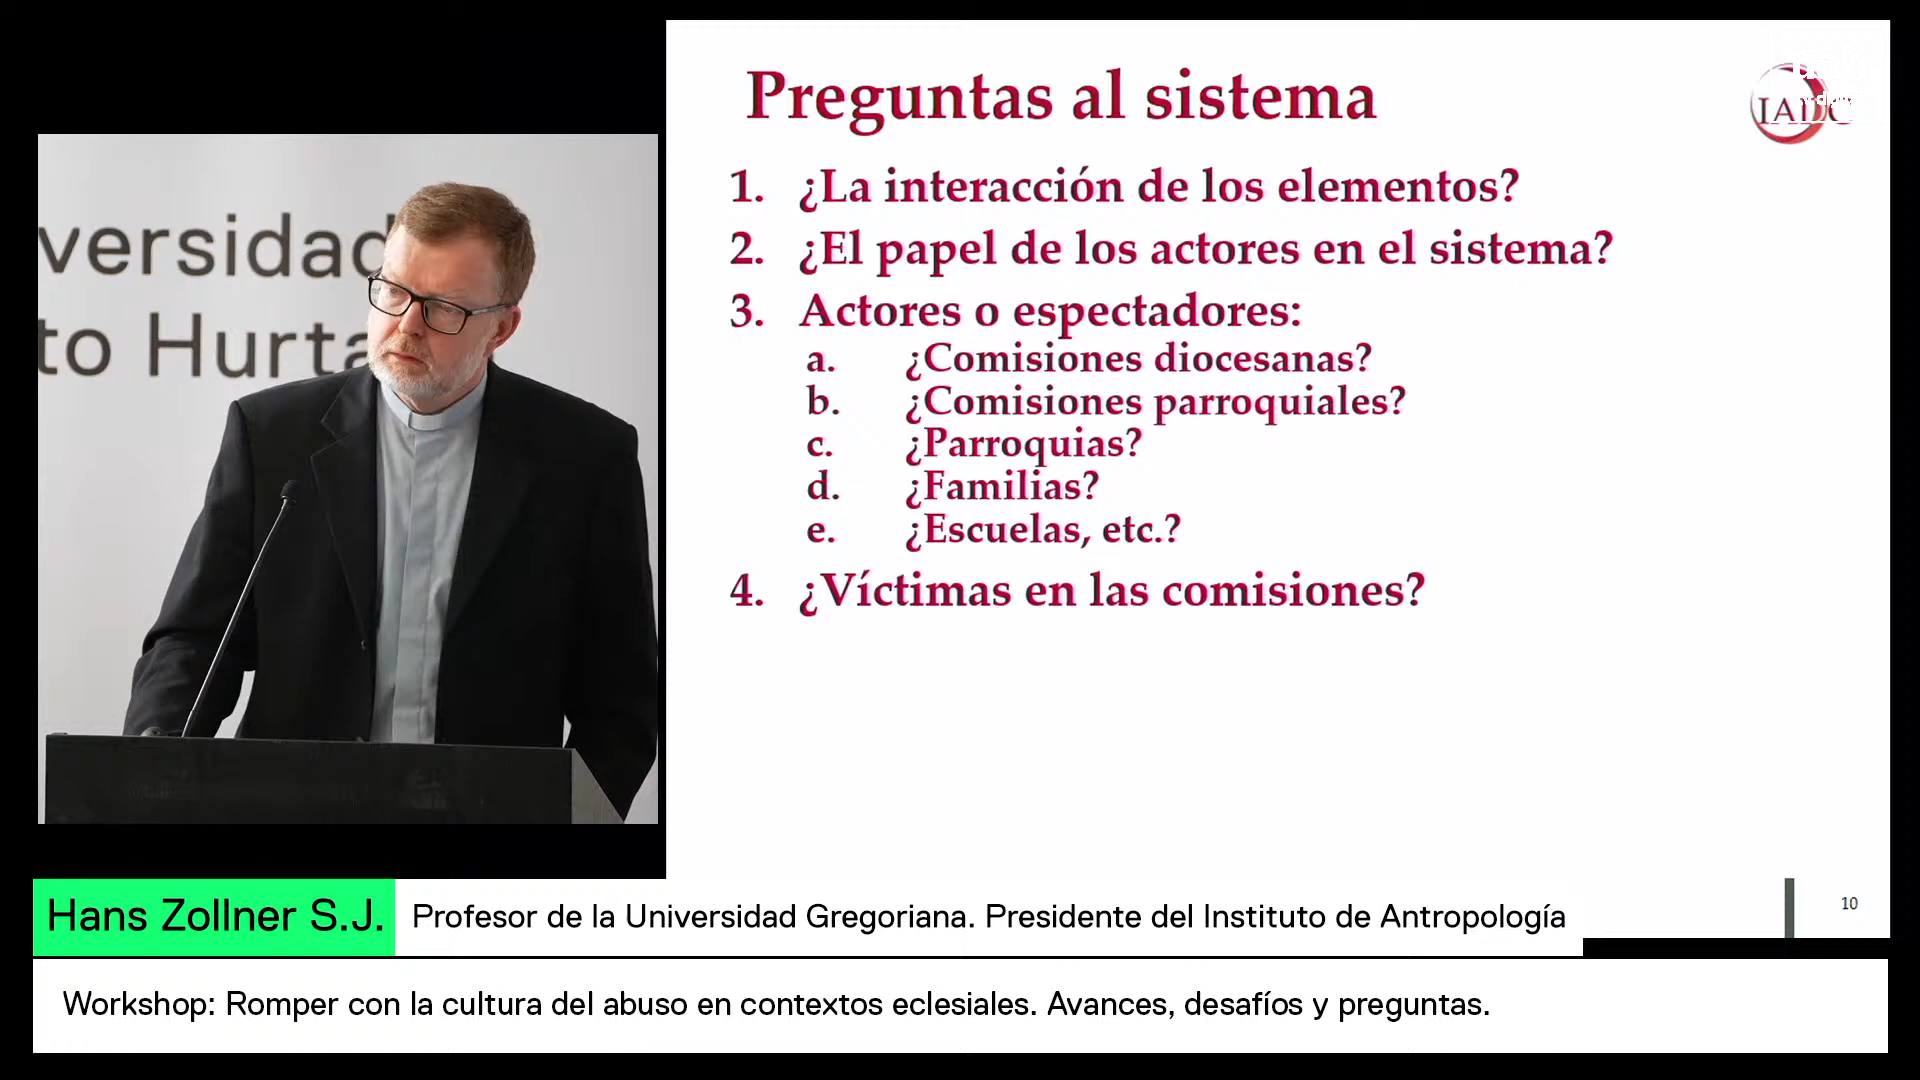 Preguntas al sistema
IADC
1. ¿La interacción de los elementos?
2. ¿El papel de los actores en el sistema?
3. Actores o espectadores:
a. ¿Comisiones diocesanas?
b. ¿Comisiones parroquiales?
c. ¿Parroquias?
d. ¿Familias?
e. ¿Escuelas, etc.?
4. ¿Víctimas en las comisiones?
versidad
to Hurta
10
Hans Zollner S.J.
Profesor de la Universidad Gregoriana. Presidente del Instituto de Antropología
Workshop: Romper con la cultura del abuso en contextos eclesiales. Avances, desafíos y preguntas.